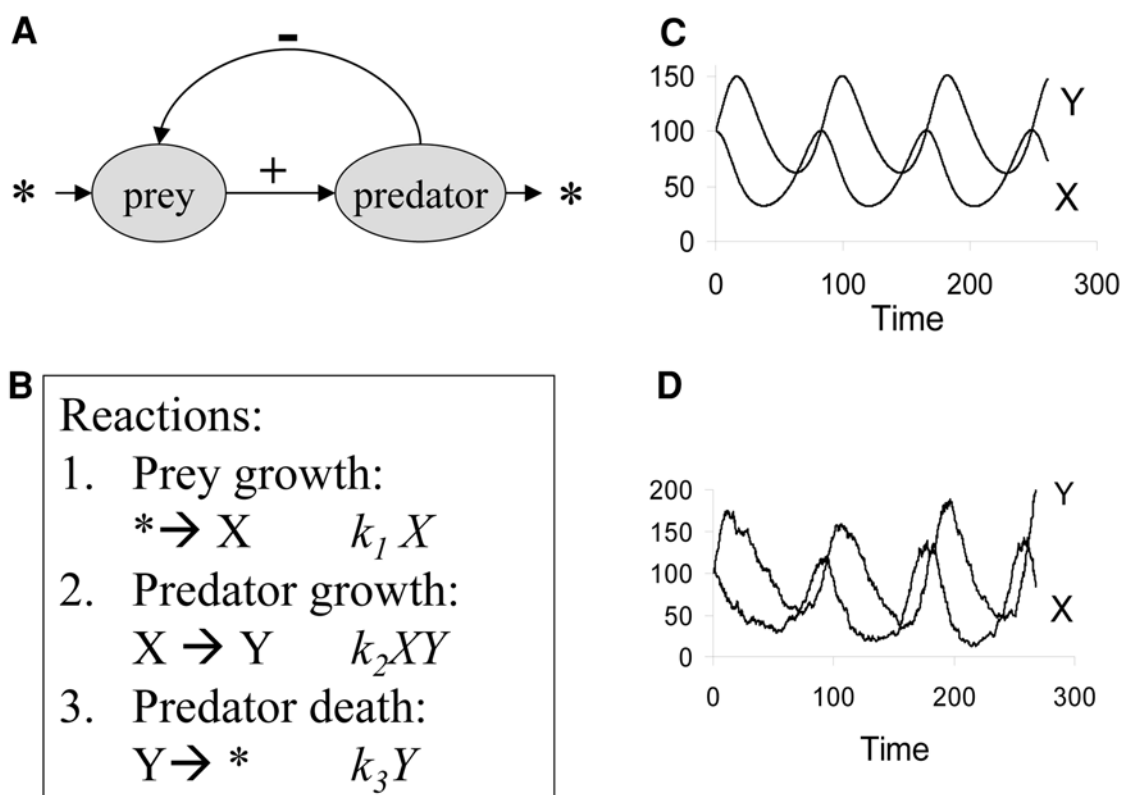 A
-
* prey + predator *
B
Reactions:
1. Prey growth:
*→ X k₁ X
2. Predator growth:
X → Y k₂XY
3. Predator death:
Y→ * k₃Y
C
150
100
50
0
Y
X
0 100 200 300
Time
D
200
150
100
50
0
Y
X
0 100 200 300
Time